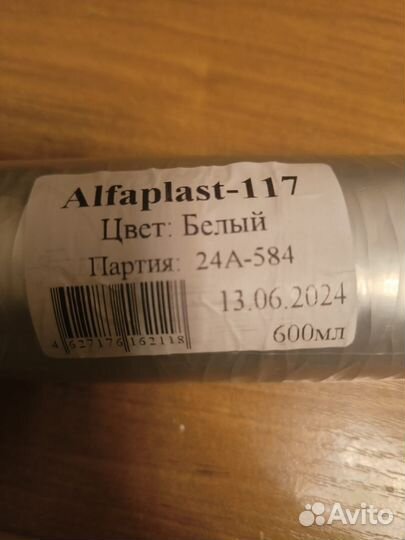 Alfaplast-117
Цвет: Белый
Партия: 24А-584
13.06.2024
4 627176 162118
600мл
Avito